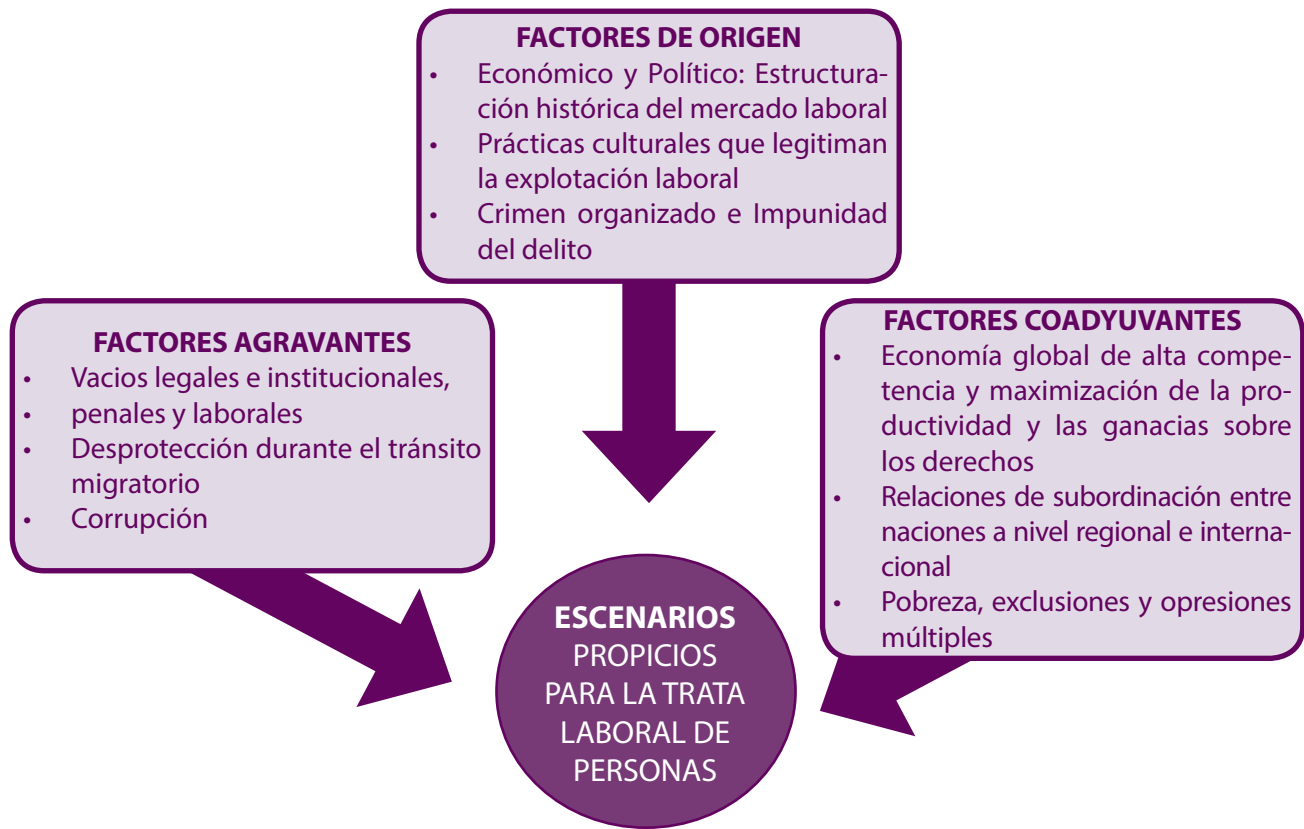 FACTORES DE ORIGEN
• Económico y Político: Estructura-
ción histórica del mercado laboral
• Prácticas culturales que legitiman
la explotación laboral
• Crimen organizado e Impunidad
del delito
FACTORES AGRAVANTES
• Vacios legales e institucionales,
• penales y laborales
• Desprotección durante el tránsito
migratorio
• Corrupción
FACTORES COADYUVANTES
• Economía global de alta compe-
tencia y maximización de la pro-
ductividad y las ganacias sobre
los derechos
• Relaciones de subordinación entre
naciones a nivel regional e interna-
cional
• Pobreza, exclusiones y opresiones
múltiples
ESCENARIOS
PROPICIOS
PARA LA TRATA
LABORAL DE
PERSONAS